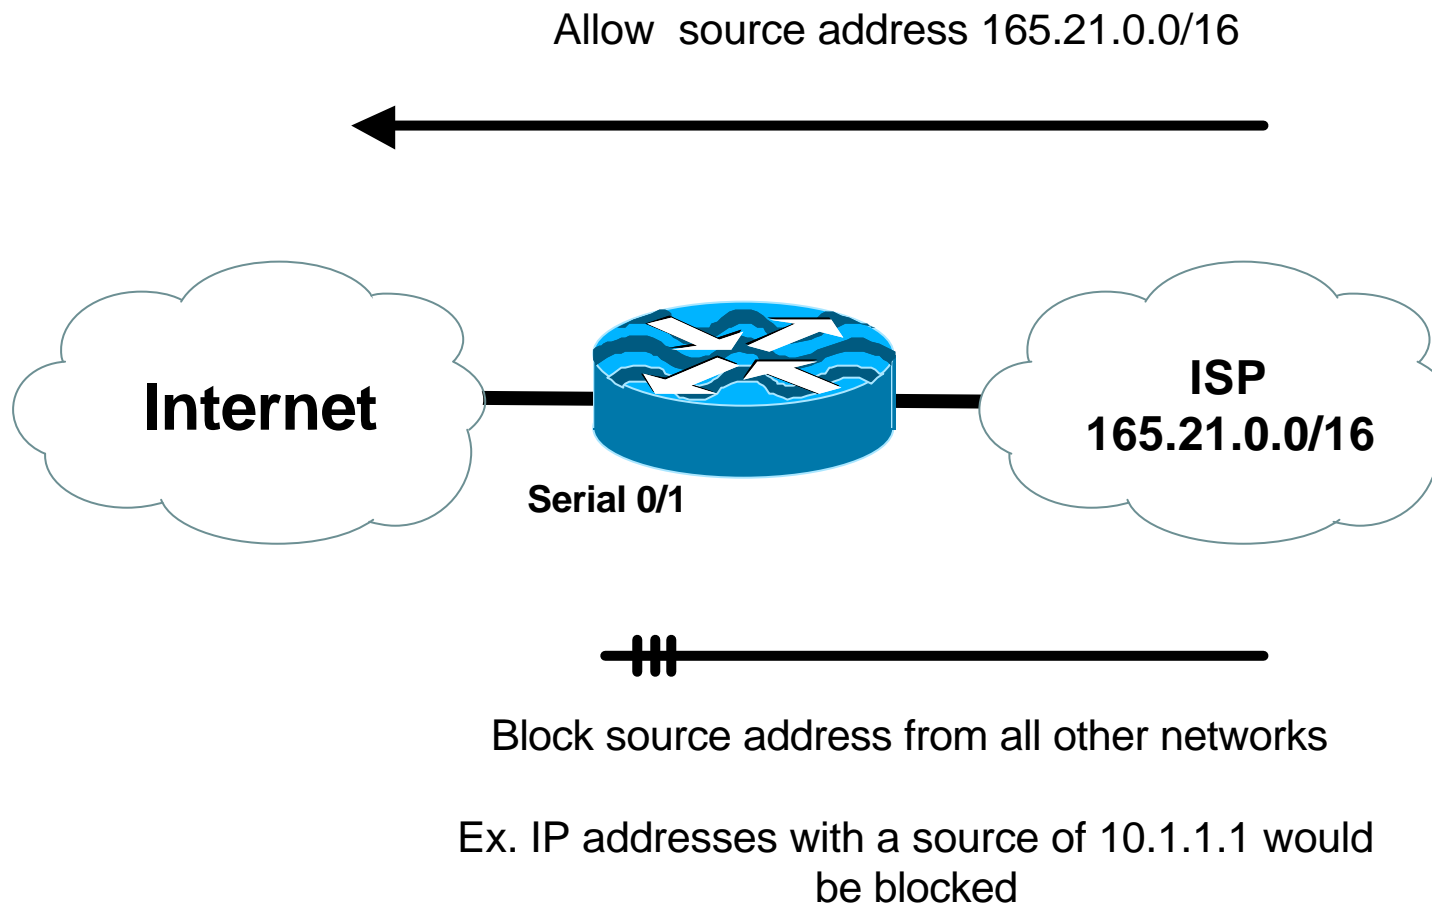 Allow source address 165.21.0.0/16
Internet
ISP
165.21.0.0/16
Serial 0/1
Block source address from all other networks
Ex. IP addresses with a source of 10.1.1.1 would
be blocked